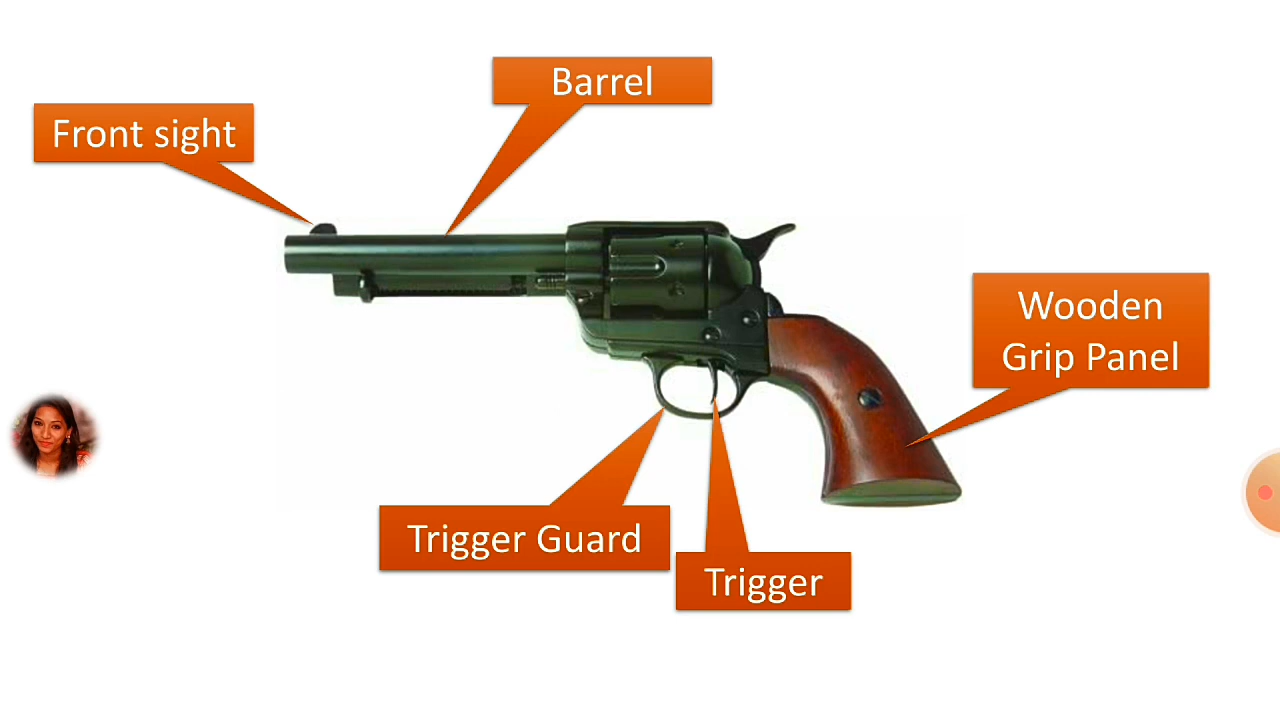 Barrel
Front sight
Wooden
Grip Panel
Trigger Guard
Trigger